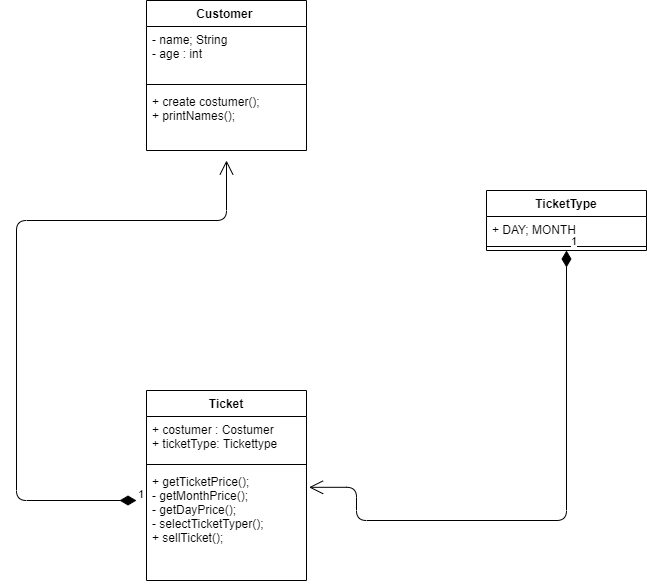 Customer
- name; String
- age : int
+ create costumer();
+ printNames();
TicketType
+ DAY; MONTH
1
Ticket
+ costumer : Costumer
+ ticketType: Tickettype
1
+ getTicketPrice();
- getMonthPrice();
- getDayPrice();
- selectTicketTyper();
+ sellTicket();